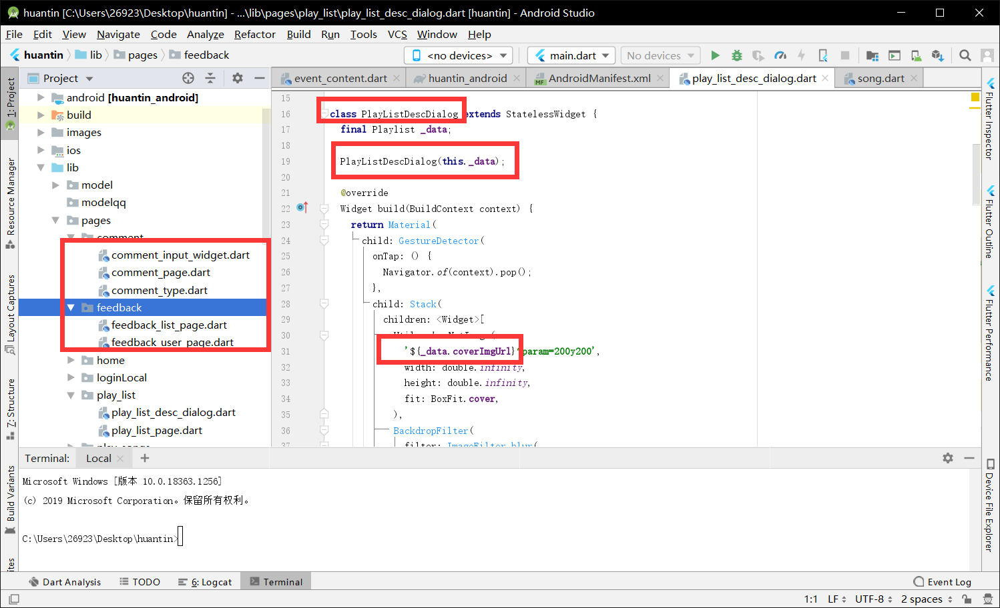 huantin [C:\Users\26923\Desktop\huantin] - ...\lib\pages\play_list\play_list_desc_dialog.dart [huantin] - Android Studio
File Edit View Navigate Code Analyze Refactor Build Run Tools VCS Window Help
huantin lib pages feedback <no devices> main.dart No devices
Project
event_content.dart huantin_android AndroidManifest.xml play_list_desc_dialog.dart song.dart
1: Project
Resource Manager
Layout Captures
7: Structure
Build Variants
android [huantin_android]
build
images
ios
lib
model
modelqq
pages
comment
comment_input_widget.dart
comment_page.dart
comment_type.dart
feedback
feedback_list_page.dart
feedback_user_page.dart
home
loginLocal
play_list
play_list_desc_dialog.dart
play_list_page.dart
15
16 class PlayListDescDialog extends StatelessWidget {
17 final Playlist _data;
18
19 PlayListDescDialog(this._data);
20
21 @override
22 Widget build(BuildContext context) {
23 return Material(
24 child: GestureDetector(
25 onTap: () {
26 Navigator.of(context).pop();
27 },
28 child: Stack(
29 children: <Widget>[
30
31 '${_data.coverImgUrl}?param=200y200',
32 width: double.infinity,
33 height: double.infinity,
34 fit: BoxFit.cover,
35 ),
36 BackdropFilter(
37 filter: ImageFilter.blur(
Flutter Inspector
Flutter Outline
Flutter Performance
Device File Explorer
Terminal: Local
Microsoft Windows [版本 10.0.18363.1256]
(c) 2019 Microsoft Corporation。保留所有权利。
C:\Users\26923\Desktop\huantin>
Dart Analysis TODO 6: Logcat Terminal Event Log
1:1 LF UTF-8 2 spaces